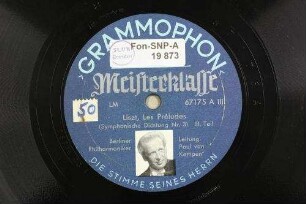 ›GRAMMOPHON‹
Fon-SNP-A
19 873
Meisterklasse
LM
67175 A III
50
Liszt, Les Préludes
(Symphonische Dichtung Nr. 3) II. Teil
Berliner
Philharmoniker
Leitung
Paul van
Kempen
DIE STIMME SEINES HERRN